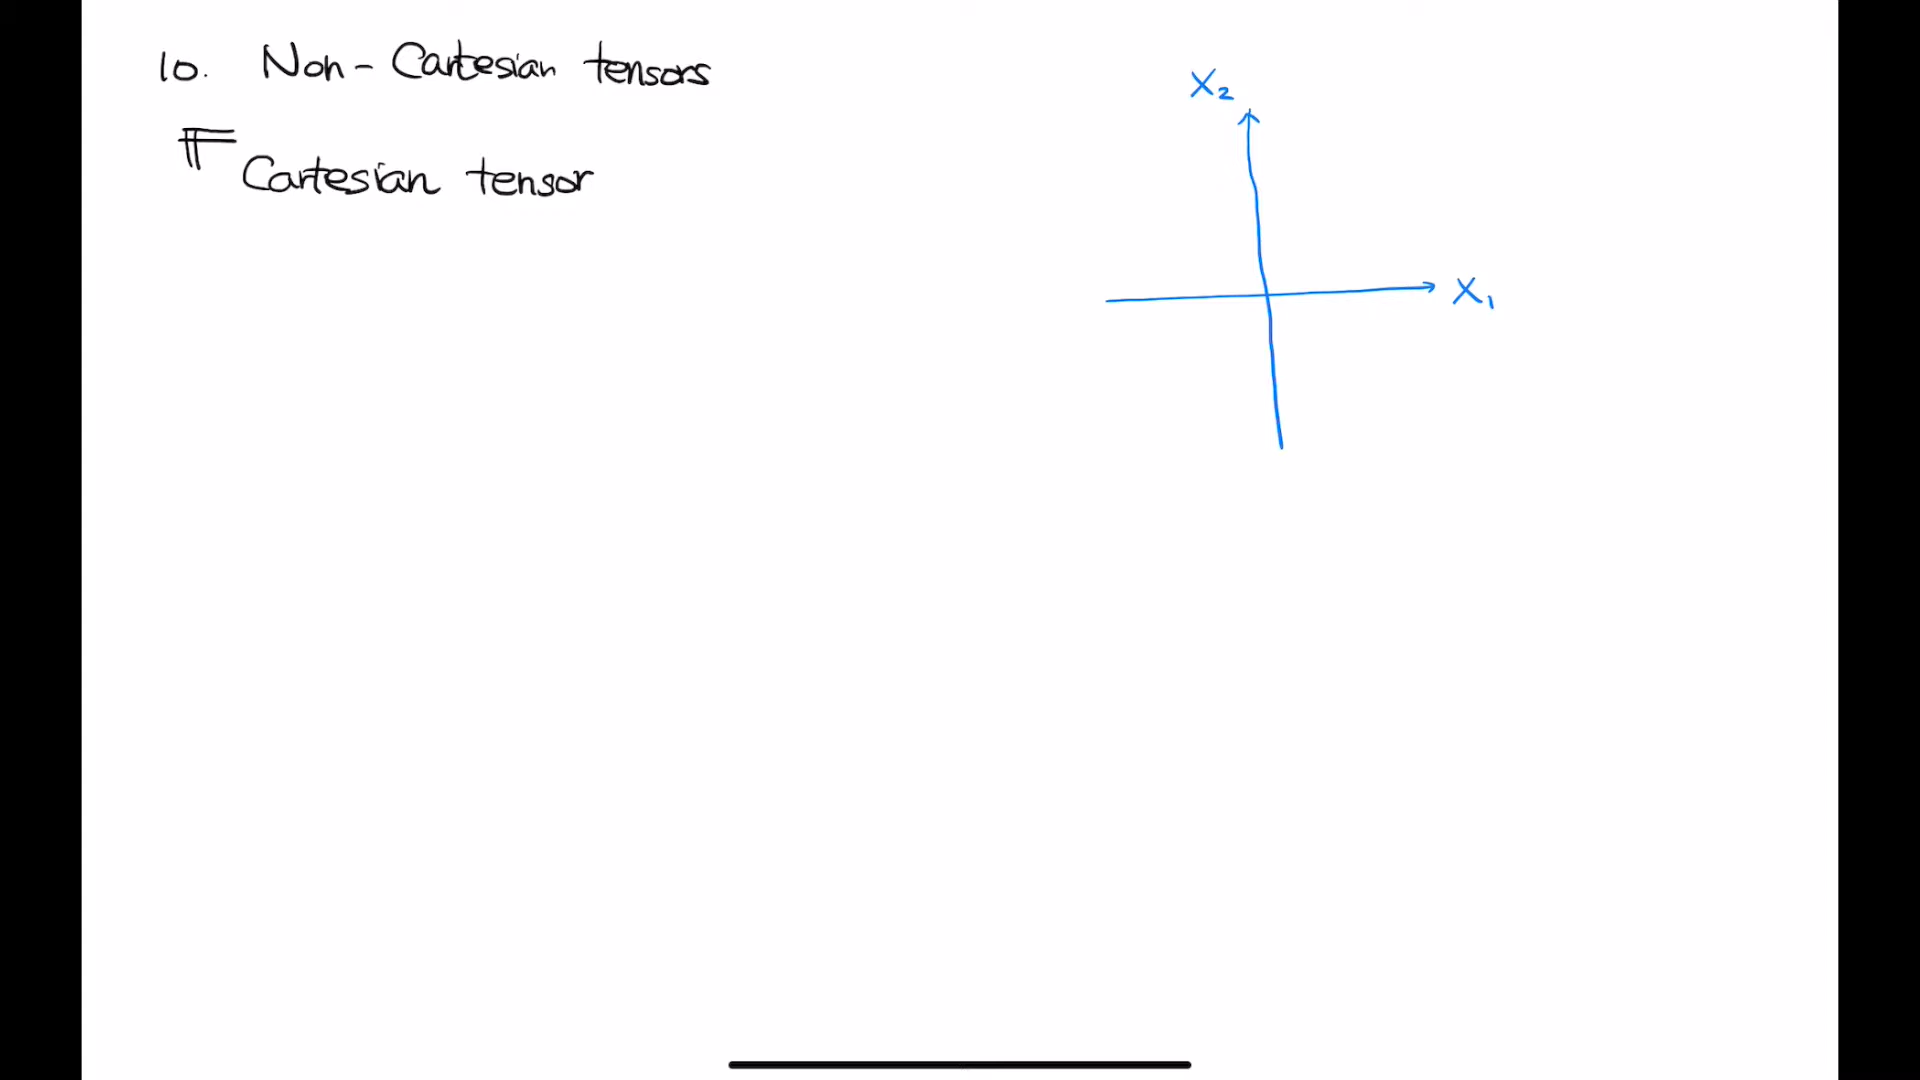 10. Non-Cartesian tensors
Cartesian tensor
X₂
X₁